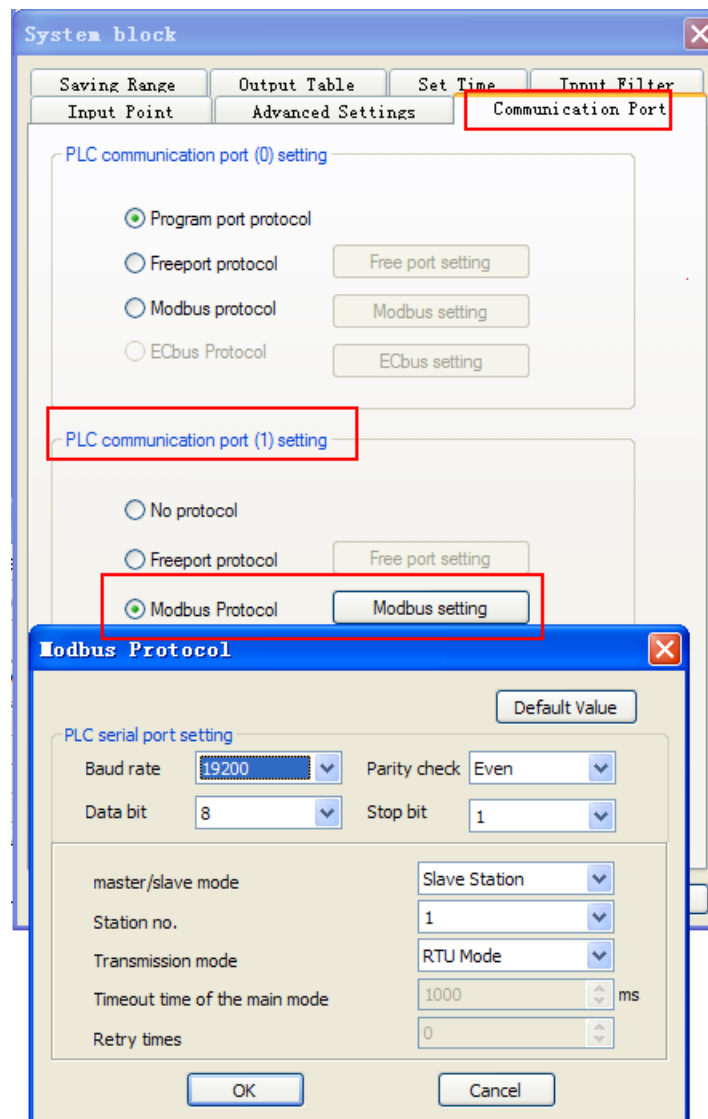 System block
Saving Range Output Table Set Time Input Filter
Input Point Advanced Settings Communication Port
PLC communication port (0) setting
Program port protocol
Freeport protocol Free port setting
Modbus protocol Modbus setting
ECbus Protocol ECbus setting
PLC communication port (1) setting
No protocol
Freeport protocol Free port setting
Modbus Protocol Modbus setting
Modbus Protocol
Default Value
PLC serial port setting
Baud rate 19200 Parity check Even
Data bit 8 Stop bit 1
master/slave mode Slave Station
Station no. 1
Transmission mode RTU Mode
Timeout time of the main mode 1000 ms
Retry times 0
OK Cancel